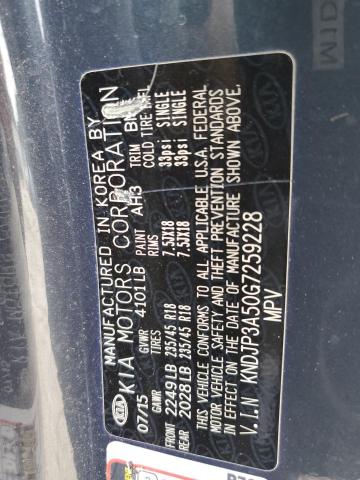 MANUFACTURED IN KOREA BY
KIA KIA MOTORS CORPORATION
07/15 GVWR 4101LB PAINT AH3 TRIM
TIRES RIMS COLD TIRE INFL
FRONT 2249LB 235/45 R18 7.5JX18 33psi SINGLE
REAR 2028LB 235/45 R18 7.5JX18 33psi SINGLE
THIS VEHICLE CONFORMS TO ALL APPLICABLE U.S.A. FEDERAL
MOTOR VEHICLE SAFETY AND THEFT PREVENTION STANDARDS
IN EFFECT ON THE DATE OF MANUFACTURE SHOWN ABOVE.
V.I.N KNDJP3A50G7259228
MPV